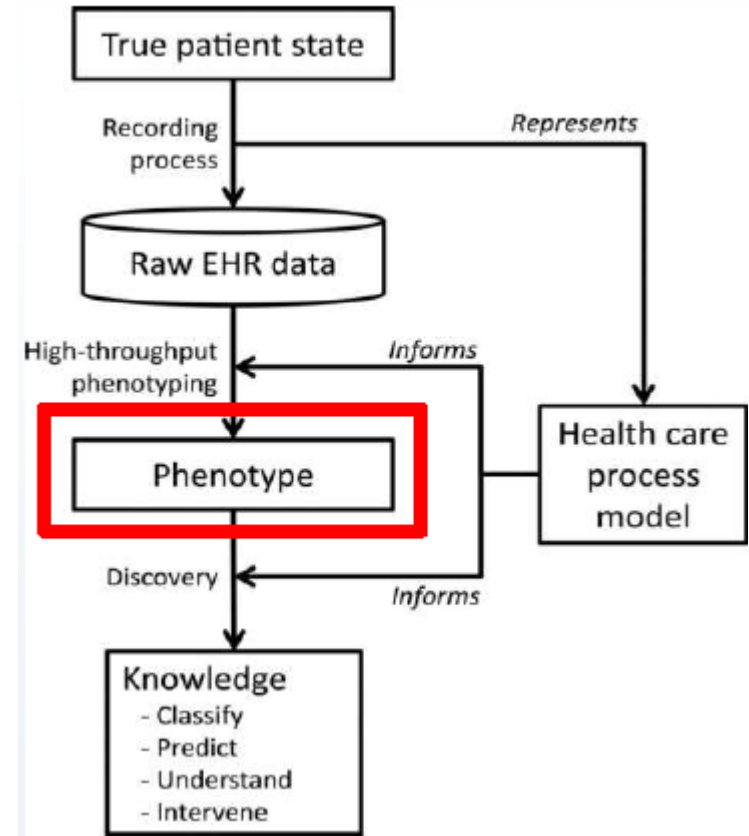 True patient state
Recording
process
Represents
Raw EHR data
High-throughput
phenotyping
Informs
Phenotype
Health care
process
model
Discovery
Informs
Knowledge
- Classify
- Predict
- Understand
- Intervene